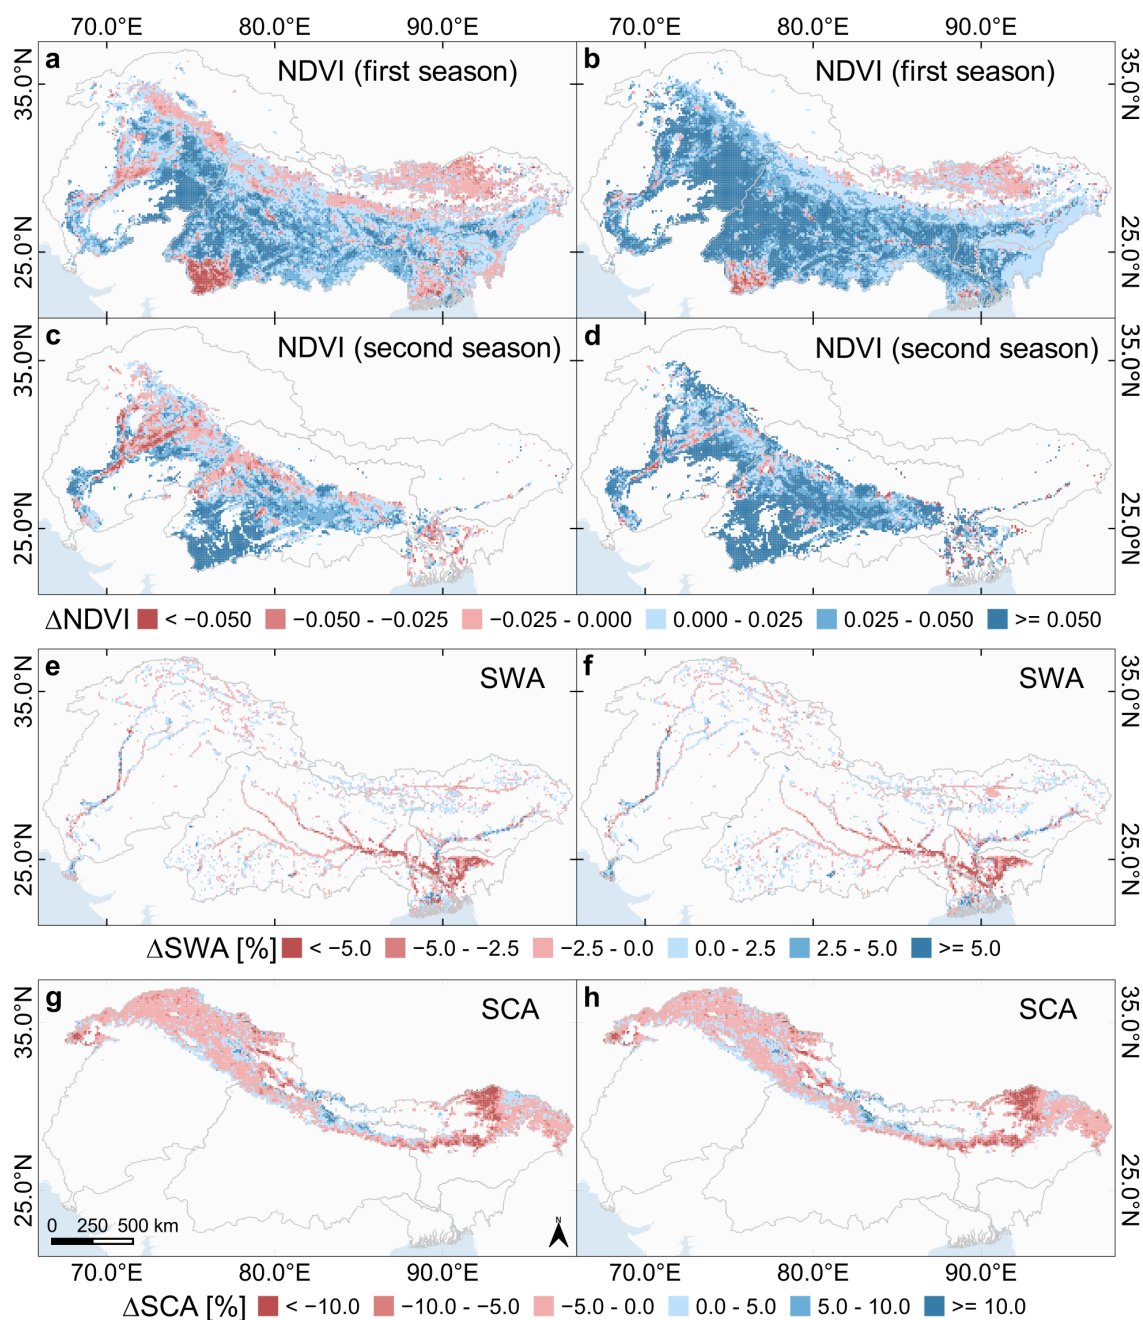 70.0°E 80.0°E 90.0°E 70.0°E 80.0°E 90.0°E
a NDVI (first season) b NDVI (first season)
35.0°N 35.0°N
25.0°N 25.0°N
c NDVI (second season) d NDVI (second season)
35.0°N 35.0°N
25.0°N 25.0°N
ΔNDVI < −0.050 −0.050 - −0.025 −0.025 - 0.000 0.000 - 0.025 0.025 - 0.050 >= 0.050
e SWA f SWA
35.0°N 35.0°N
25.0°N 25.0°N
ΔSWA [%] < −5.0 −5.0 - −2.5 −2.5 - 0.0 0.0 - 2.5 2.5 - 5.0 >= 5.0
g SCA h SCA
35.0°N 35.0°N
25.0°N 25.0°N
0 250 500 km N
70.0°E 80.0°E 90.0°E 70.0°E 80.0°E 90.0°E
ΔSCA [%] < −10.0 −10.0 - −5.0 −5.0 - 0.0 0.0 - 5.0 5.0 - 10.0 >= 10.0